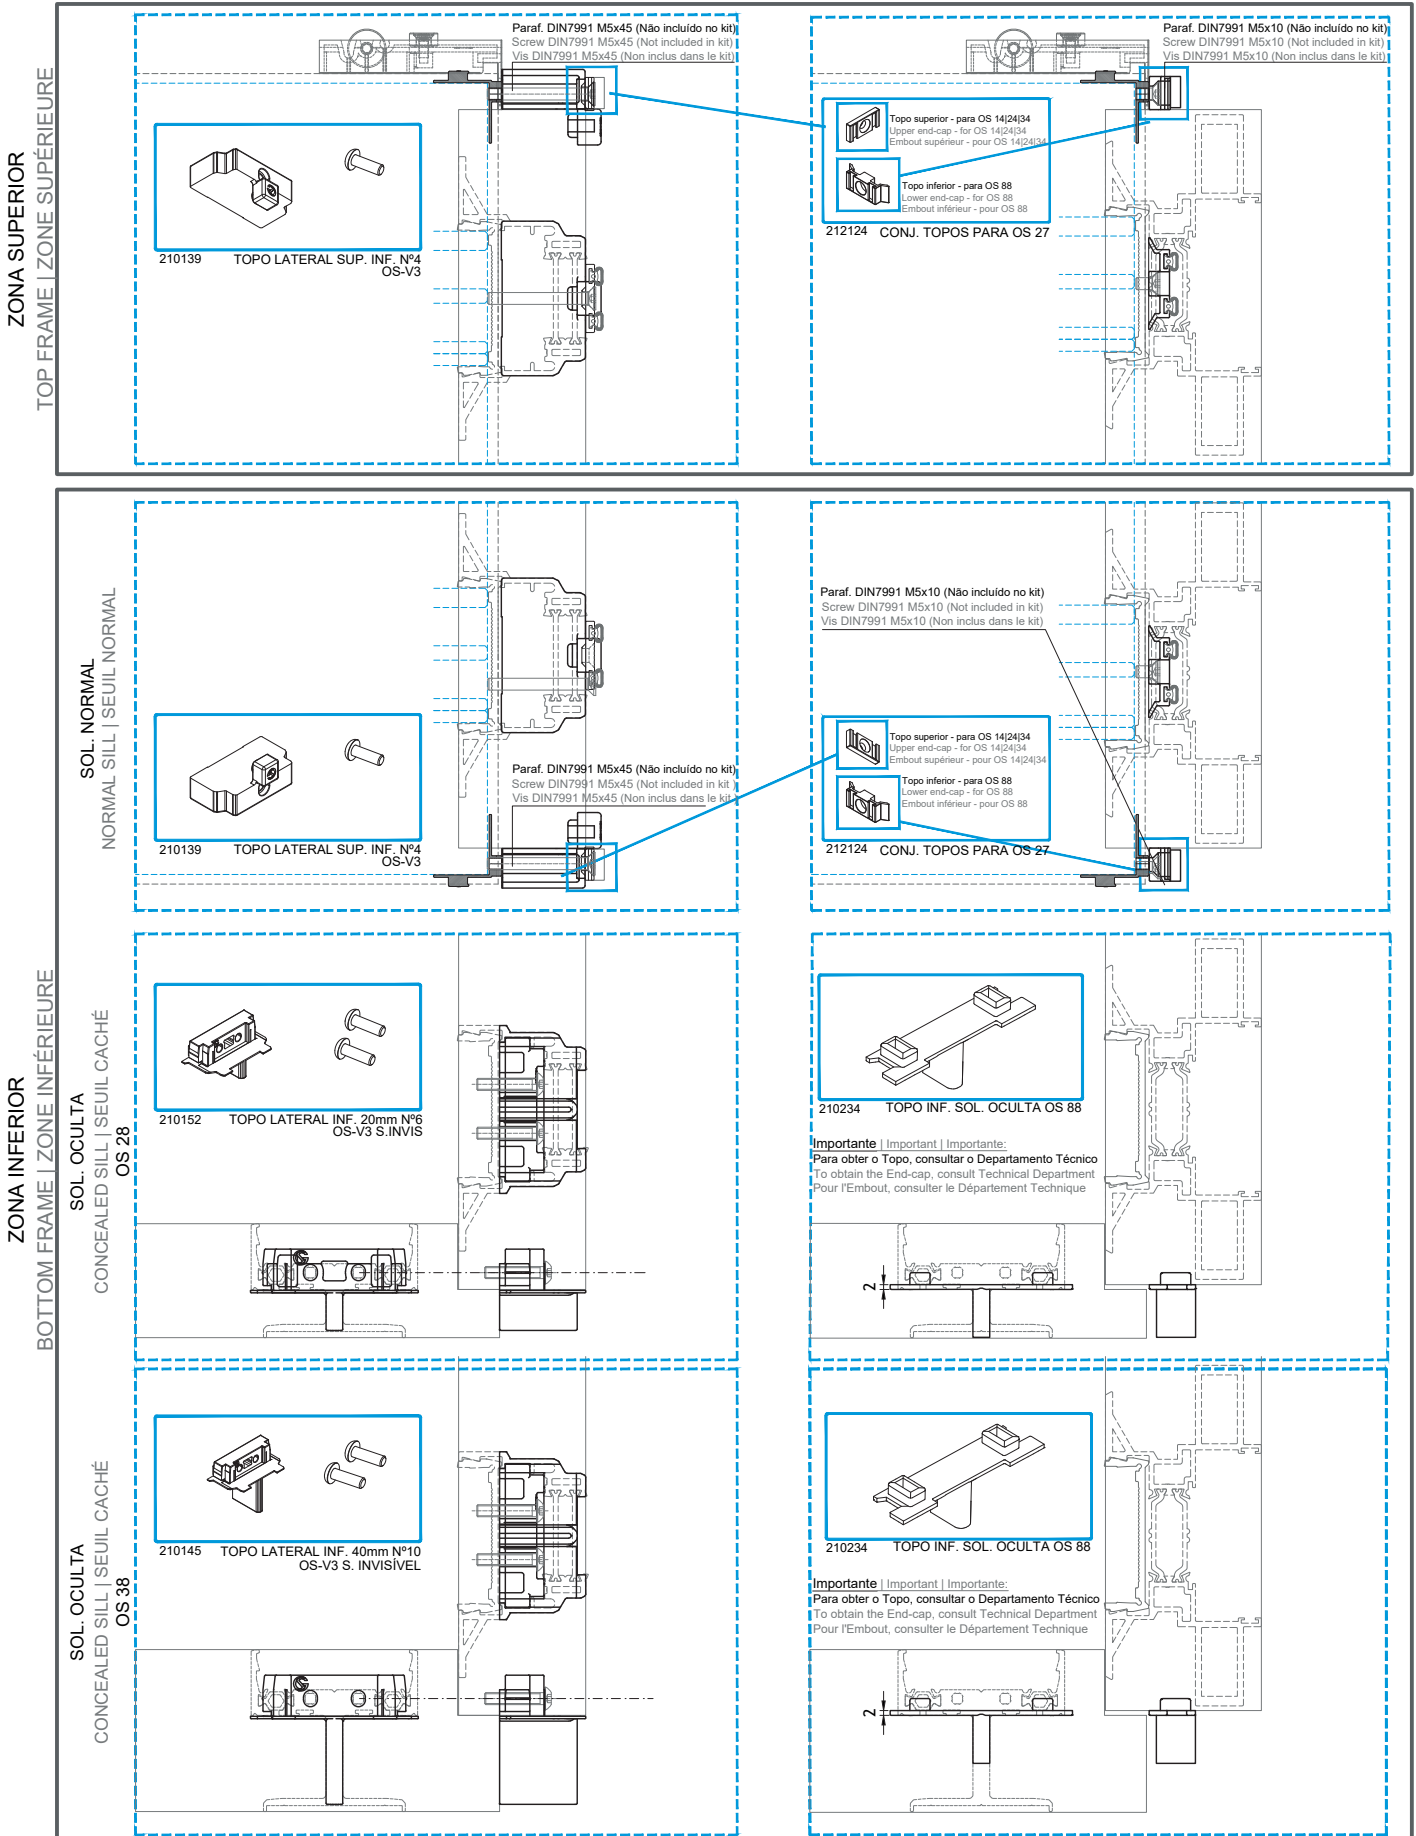 ZONA SUPERIOR
TOP FRAME | ZONE SUPÉRIEURE
Paraf. DIN7991 M5x45 (Não incluído no kit)
Screw DIN7991 M5x45 (Not included in kit)
Vis DIN7991 M5x45 (Non inclus dans le kit)
210139 TOPO LATERAL SUP. INF. Nº4
OS-V3
Paraf. DIN7991 M5x10 (Não incluído no kit)
Screw DIN7991 M5x10 (Not included in kit)
Vis DIN7991 M5x10 (Non inclus dans le kit)
Topo superior - para OS 14|24|34
Upper end-cap - for OS 14|24|34
Embout supérieur - pour OS 14|24|34
Topo inferior - para OS 88
Lower end-cap - for OS 88
Embout inférieur - pour OS 88
212124 CONJ. TOPOS PARA OS 27
ZONA INFERIOR
BOTTOM FRAME | ZONE INFÉRIEURE
SOL. NORMAL
NORMAL SILL | SEUIL NORMAL
210139 TOPO LATERAL SUP. INF. Nº4
OS-V3
Paraf. DIN7991 M5x45 (Não incluído no kit)
Screw DIN7991 M5x45 (Not included in kit)
Vis DIN7991 M5x45 (Non inclus dans le kit)
Paraf. DIN7991 M5x10 (Não incluído no kit)
Screw DIN7991 M5x10 (Not included in kit)
Vis DIN7991 M5x10 (Non inclus dans le kit)
Topo superior - para OS 14|24|34
Upper end-cap - for OS 14|24|34
Embout supérieur - pour OS 14|24|34
Topo inferior - para OS 88
Lower end-cap - for OS 88
Embout inférieur - pour OS 88
212124 CONJ. TOPOS PARA OS 27
SOL. OCULTA
CONCEALED SILL | SEUIL CACHÉ
OS 28
210152 TOPO LATERAL INF. 20mm Nº6
OS-V3 S.INVIS
210234 TOPO INF. SOL. OCULTA OS 88
Importante | Important | Importante:
Para obter o Topo, consultar o Departamento Técnico
To obtain the End-cap, consult Technical Department
Pour l'Embout, consulter le Département Technique
2
SOL. OCULTA
CONCEALED SILL | SEUIL CACHÉ
OS 38
210145 TOPO LATERAL INF. 40mm Nº10
OS-V3 S. INVISÍVEL
210234 TOPO INF. SOL. OCULTA OS 88
Importante | Important | Importante:
Para obter o Topo, consultar o Departamento Técnico
To obtain the End-cap, consult Technical Department
Pour l'Embout, consulter le Département Technique
2